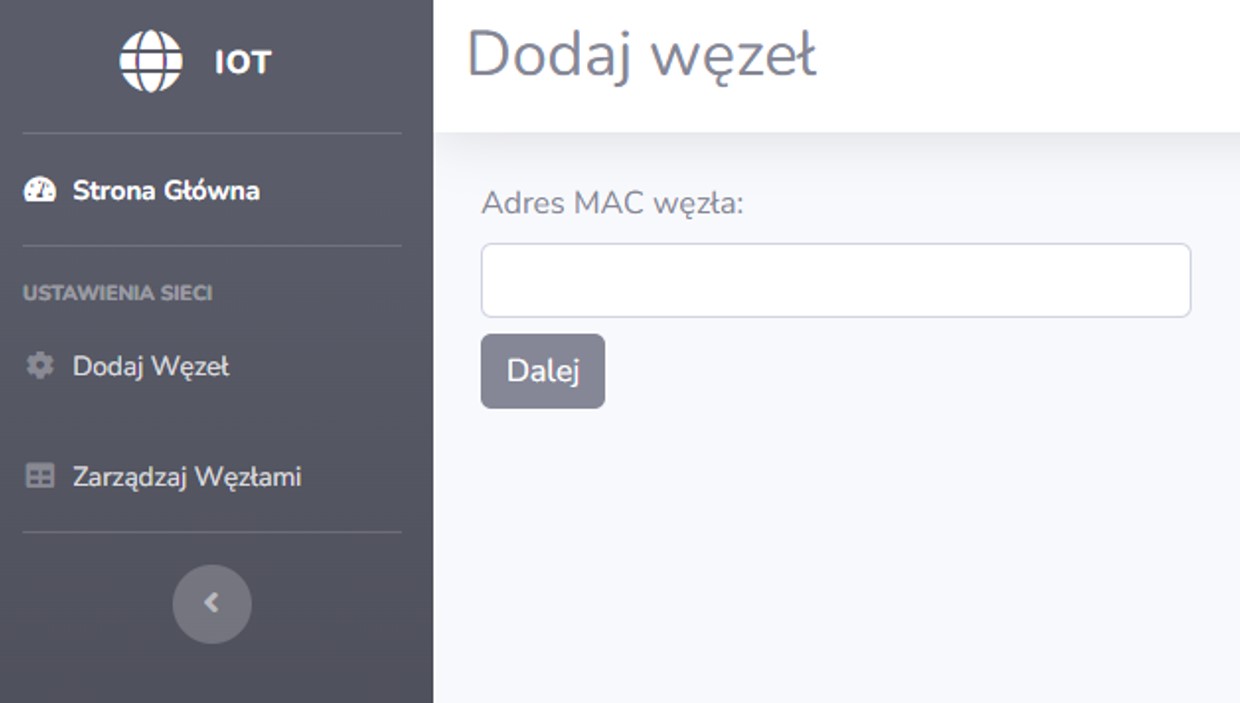 IOT
Strona Główna
USTAWIENIA SIECI
Dodaj Węzeł
Zarządzaj Węzłami
Dodaj węzeł
Adres MAC węzła:
Dalej